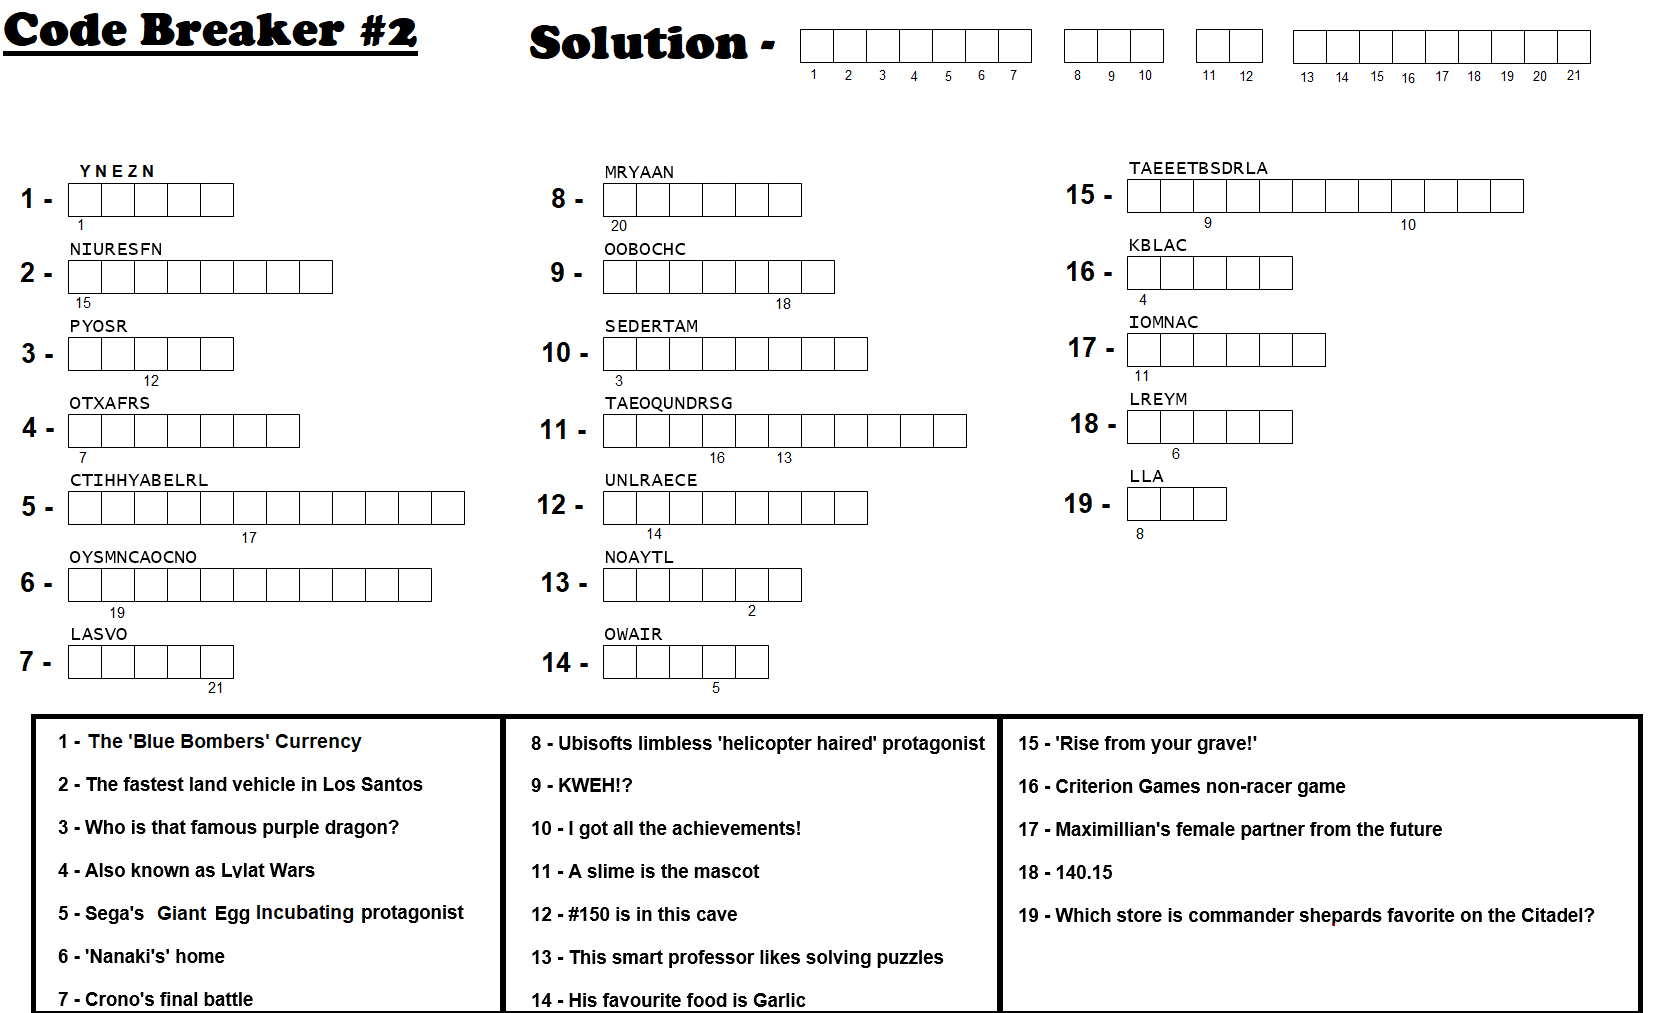 Code Breaker #2
Solution -
1 2 3 4 5 6 7 8 9 10 11 12 13 14 15 16 17 18 19 20 21
YNEZN
1 -
1
NIURESFN
2 -
15
PYOSR
3 -
12
OTXAFRS
4 -
7
CTIHHYABELRL
5 -
17
OYSMNCAOCNO
6 -
19
LASVO
7 -
21
MRYAAN
8 -
20
OOBOCHC
9 -
18
SEDERTAM
10 -
3
TAEOQUNDRSG
11 -
16 13
UNLRAECE
12 -
14
NOAYTL
13 -
2
OWAIR
14 -
5
TAEEETBSDRLA
15 -
9 10
KBLAC
16 -
4
IOMNAC
17 -
11
LREYM
18 -
6
LLA
19 -
8
1 - The 'Blue Bombers' Currency
2 - The fastest land vehicle in Los Santos
3 - Who is that famous purple dragon?
4 - Also known as Lylat Wars
5 - Sega's Giant Egg Incubating protagonist
6 - 'Nanaki's' home
7 - Crono's final battle
8 - Ubisofts limbless 'helicopter haired' protagonist
9 - KWEH!?
10 - I got all the achievements!
11 - A slime is the mascot
12 - #150 is in this cave
13 - This smart professor likes solving puzzles
14 - His favourite food is Garlic
15 - 'Rise from your grave!'
16 - Criterion Games non-racer game
17 - Maximillian's female partner from the future
18 - 140.15
19 - Which store is commander shepards favorite on the Citadel?